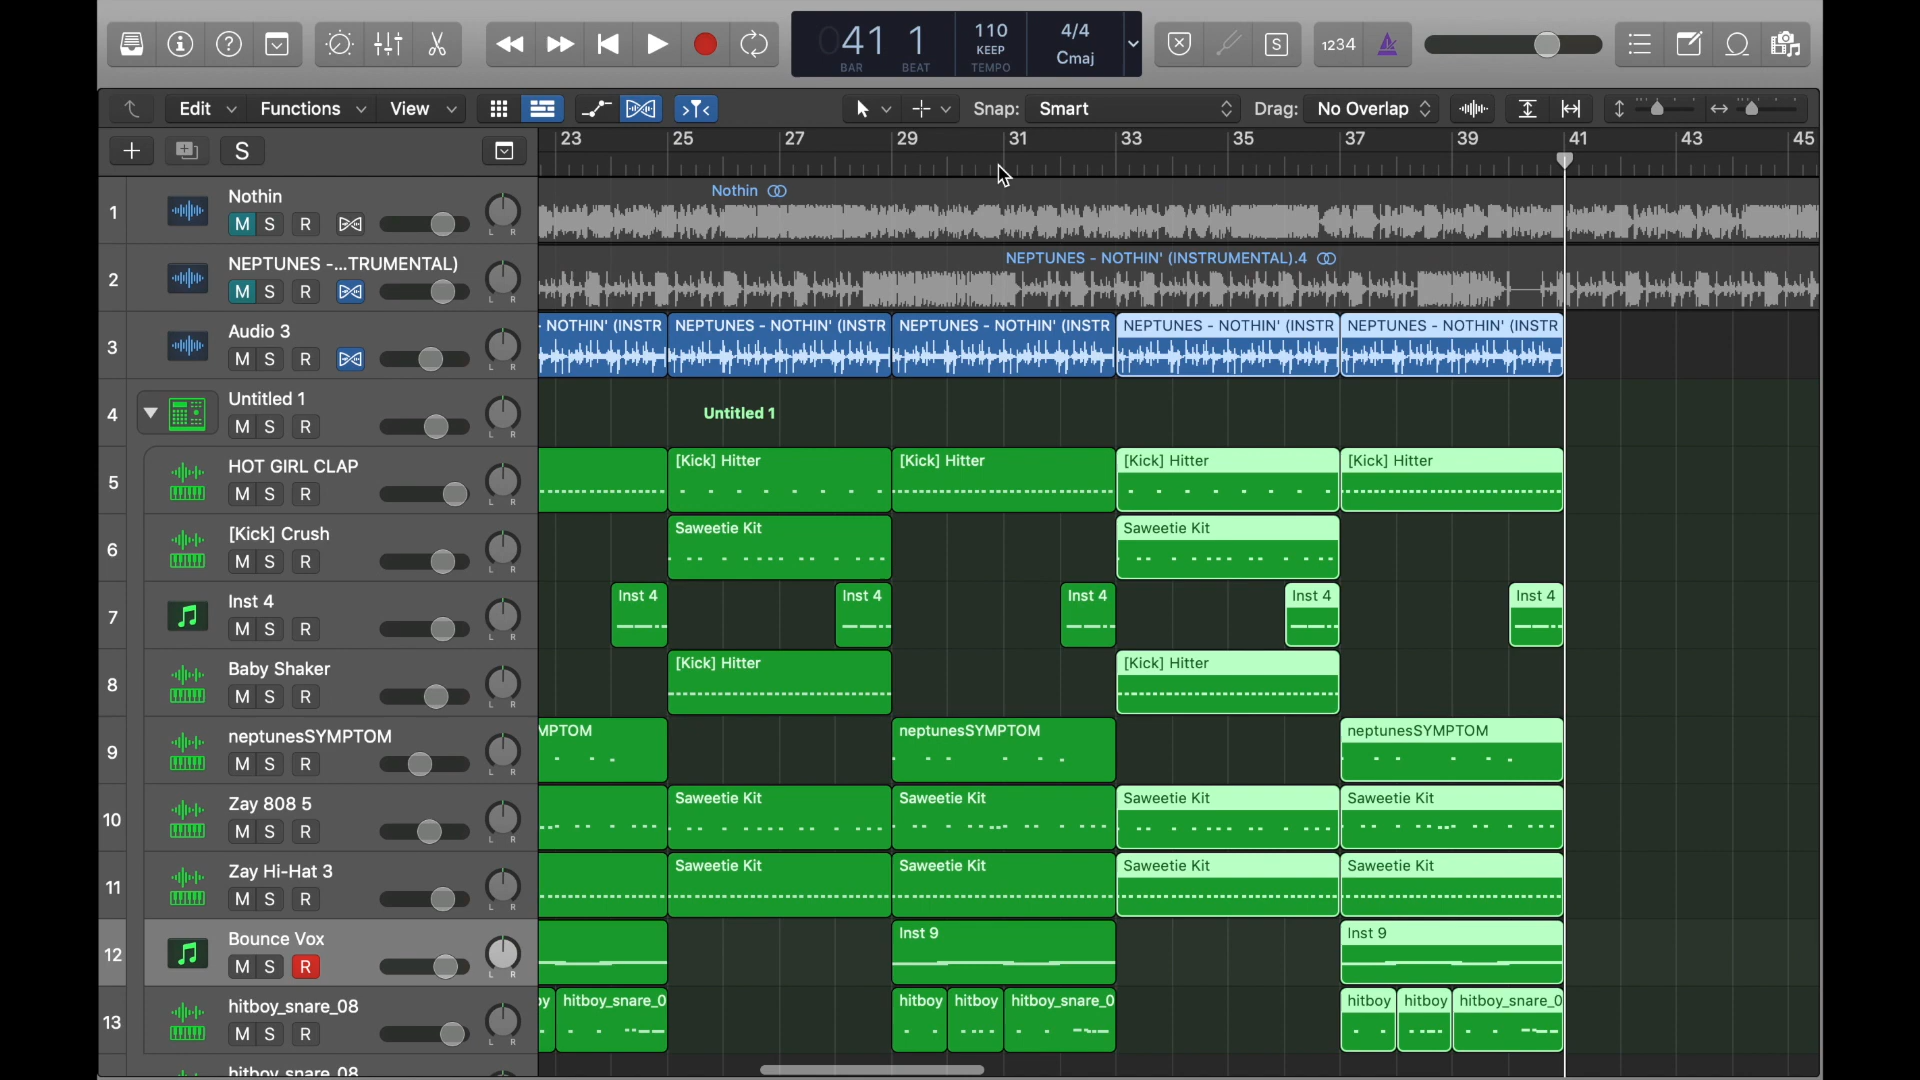 041 1
BAR BEAT
110
KEEP
TEMPO
4/4
Cmaj
S
1234
Edit
Functions
View
Snap: Smart
Drag: No Overlap
S
23 25 27 29 31 33 35 37 39 41 43 45
1 Nothin
M S R
L R
Nothin
2 NEPTUNES -...TRUMENTAL)
M S R
L R
NEPTUNES - NOTHIN' (INSTRUMENTAL).4
3 Audio 3
M S R
L R
- NOTHIN' (INSTR NEPTUNES - NOTHIN' (INSTR NEPTUNES - NOTHIN' (INSTR NEPTUNES - NOTHIN' (INSTR NEPTUNES - NOTHIN' (INSTR
4 Untitled 1
M S R
L R
Untitled 1
5 HOT GIRL CLAP
M S R
L R
[Kick] Hitter [Kick] Hitter [Kick] Hitter [Kick] Hitter
6 [Kick] Crush
M S R
L R
Saweetie Kit Saweetie Kit
7 Inst 4
M S R
L R
Inst 4 Inst 4 Inst 4 Inst 4 Inst 4
8 Baby Shaker
M S R
L R
[Kick] Hitter [Kick] Hitter
9 neptunesSYMPTOM
M S R
L R
MPTOM neptunesSYMPTOM neptunesSYMPTOM
10 Zay 808 5
M S R
L R
Saweetie Kit Saweetie Kit Saweetie Kit Saweetie Kit
11 Zay Hi-Hat 3
M S R
L R
Saweetie Kit Saweetie Kit Saweetie Kit Saweetie Kit
12 Bounce Vox
M S R
L R
Inst 9 Inst 9
13 hitboy_snare_08
M S R
L R
oy hitboy_snare_0 hitboy hitboy hitboy_snare_0 hitboy hitboy hitboy_snare_0
hitboy_snare_08